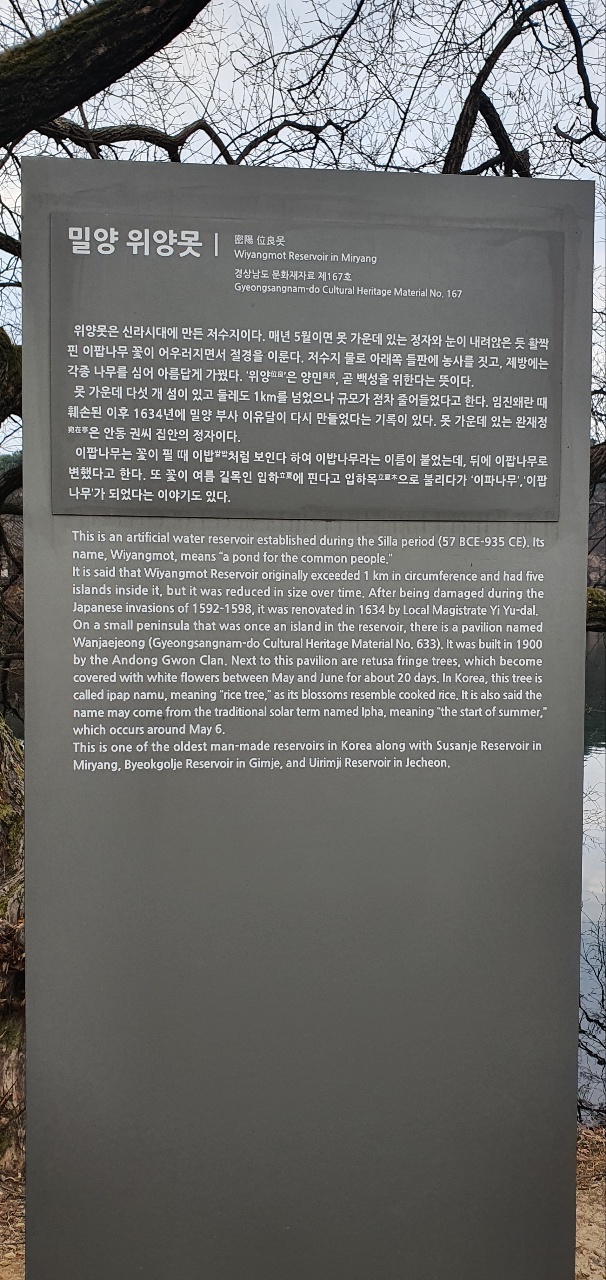 밀양 위양못
密陽 位良못
Wiyangmot Reservoir in Miryang
경상남도 문화재자료 제167호
Gyeongsangnam-do Cultural Heritage Material No. 167
위양못은 신라시대에 만든 저수지이다. 매년 5월이면 못 가운데 있는 정자와 눈이 내려앉은 듯 활짝
핀 이팝나무 꽃이 어우러지면서 절경을 이룬다. 저수지 물로 아래쪽 들판에 농사를 짓고, 제방에는
각종 나무를 심어 아름답게 가꿨다. '위양位良'은 양민良民, 곧 백성을 위한다는 뜻이다.
못 가운데 다섯 개 섬이 있고 둘레도 1km를 넘었으나 규모가 점차 줄어들었다고 한다. 임진왜란 때
훼손된 이후 1634년에 밀양 부사 이유달이 다시 만들었다는 기록이 있다. 못 가운데 있는 완재정
宛在亭은 안동 권씨 집안의 정자이다.
이팝나무는 꽃이 필 때 이밥처럼 보인다 하여 이밥나무라는 이름이 붙었는데, 뒤에 이팝나무로
변했다고 한다. 또 꽃이 여름 길목인 입하立夏에 핀다고 입하목立夏木으로 불리다가 '이파나무', '이팝
나무'가 되었다는 이야기도 있다.
This is an artificial water reservoir established during the Silla period (57 BCE-935 CE). Its
name, Wiyangmot, means “a pond for the common people.”
It is said that Wiyangmot Reservoir originally exceeded 1 km in circumference and had five
islands inside it, but it was reduced in size over time. After being damaged during the
Japanese invasions of 1592-1598, it was renovated in 1634 by Local Magistrate Yi Yu-dal.
On a small peninsula that was once an island in the reservoir, there is a pavilion named
Wanjaejeong (Gyeongsangnam-do Cultural Heritage Material No. 633). It was built in 1900
by the Andong Gwon Clan. Next to this pavilion are retusa fringe trees, which become
covered with white flowers between May and June for about 20 days. In Korea, this tree is
called ipap namu, meaning “rice tree,” as its blossoms resemble cooked rice. It is also said the
name may come from the traditional solar term named Ipha, meaning “the start of summer,”
which occurs around May 6.
This is one of the oldest man-made reservoirs in Korea along with Susanje Reservoir in
Miryang, Byeokgolje Reservoir in Gimje, and Uirimji Reservoir in Jecheon.